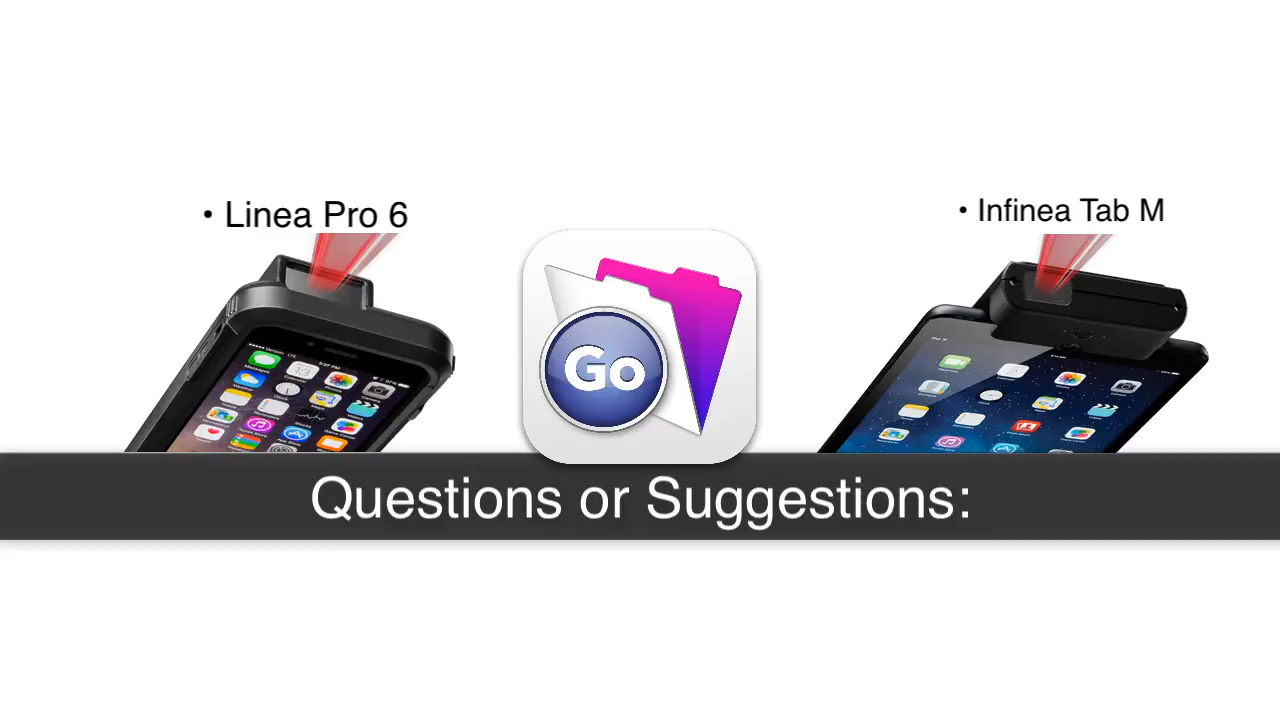 • Linea Pro 6
• Infinea Tab M
Go
Questions or Suggestions: